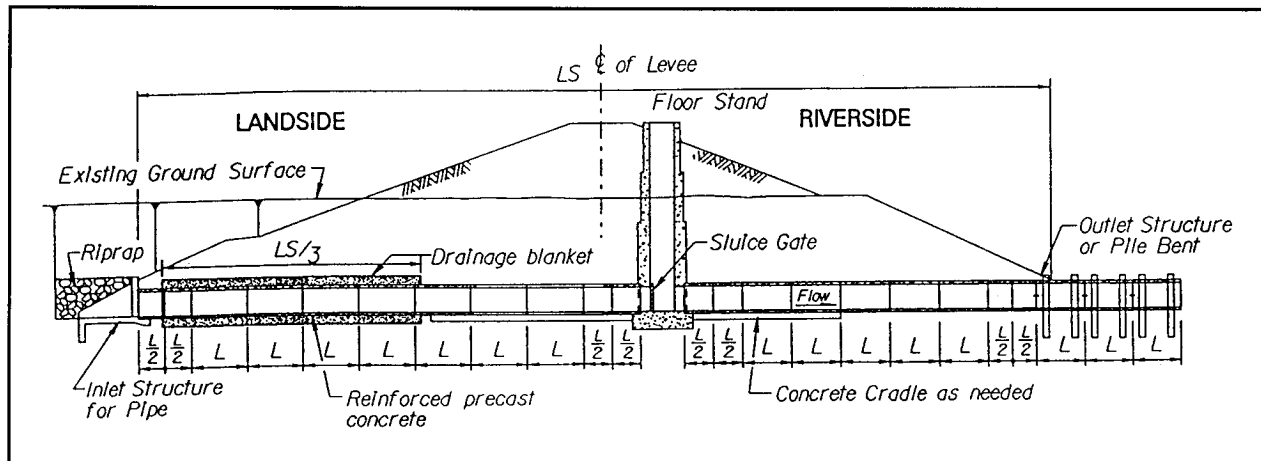 LS ℄ of Levee
Floor Stand
LANDSIDE
RIVERSIDE
Existing Ground Surface
Riprap
LS/3
Drainage blanket
Sluice Gate
Outlet Structure
or Pile Bent
Flow
L/2 L/2 L L L L L L L L/2 L/2 L/2 L/2 L L L L L L/2 L/2 L L L
Inlet Structure
for Pipe
Reinforced precast
concrete
Concrete Cradle as needed